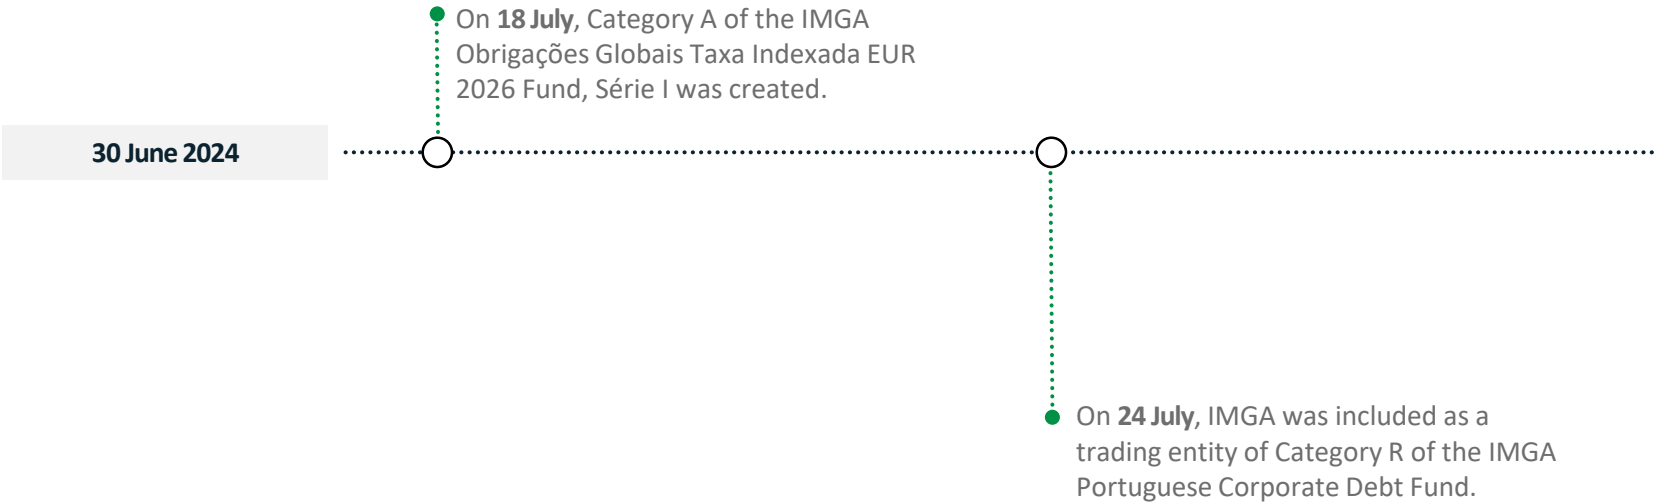 On 18 July, Category A of the IMGA
Obrigações Globais Taxa Indexada EUR
2026 Fund, Série I was created.
30 June 2024
On 24 July, IMGA was included as a
trading entity of Category R of the IMGA
Portuguese Corporate Debt Fund.